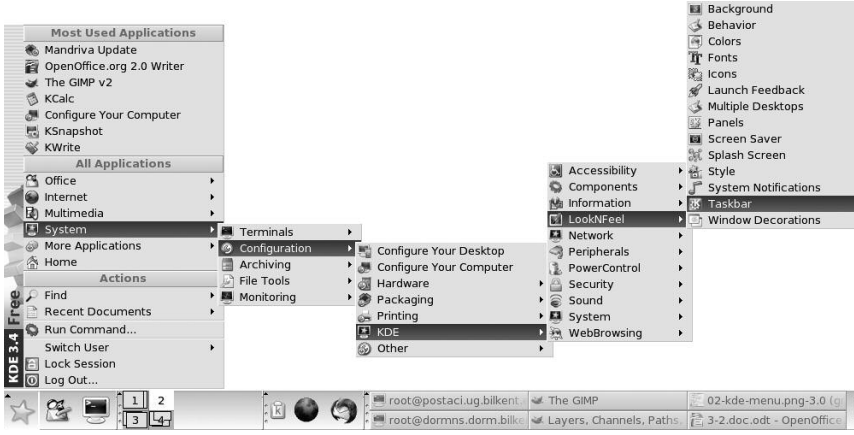 Most Used Applications
Mandriva Update
OpenOffice.org 2.0 Writer
The GIMP v2
KCalc
Configure Your Computer
KSnapshot
KWrite
All Applications
Office
Internet
Multimedia
System
More Applications
Home
Actions
Find
Recent Documents
Run Command...
Switch User
Lock Session
Log Out...
KDE 3.4 Free
Terminals
Configuration
Archiving
File Tools
Monitoring
Configure Your Desktop
Configure Your Computer
Hardware
Packaging
Printing
KDE
Other
Accessibility
Components
Information
LookNFeel
Network
Peripherals
PowerControl
Security
Sound
System
WebBrowsing
Background
Behavior
Colors
Fonts
Icons
Launch Feedback
Multiple Desktops
Panels
Screen Saver
Splash Screen
Style
System Notifications
Taskbar
Window Decorations
1 2
3 4
root@postaci.ug.bilkent.
The GIMP
02-kde-menu.png-3.0 (g
root@dormns.dorm.bilke
Layers, Channels, Paths,
3-2.doc.odt - OpenOffice